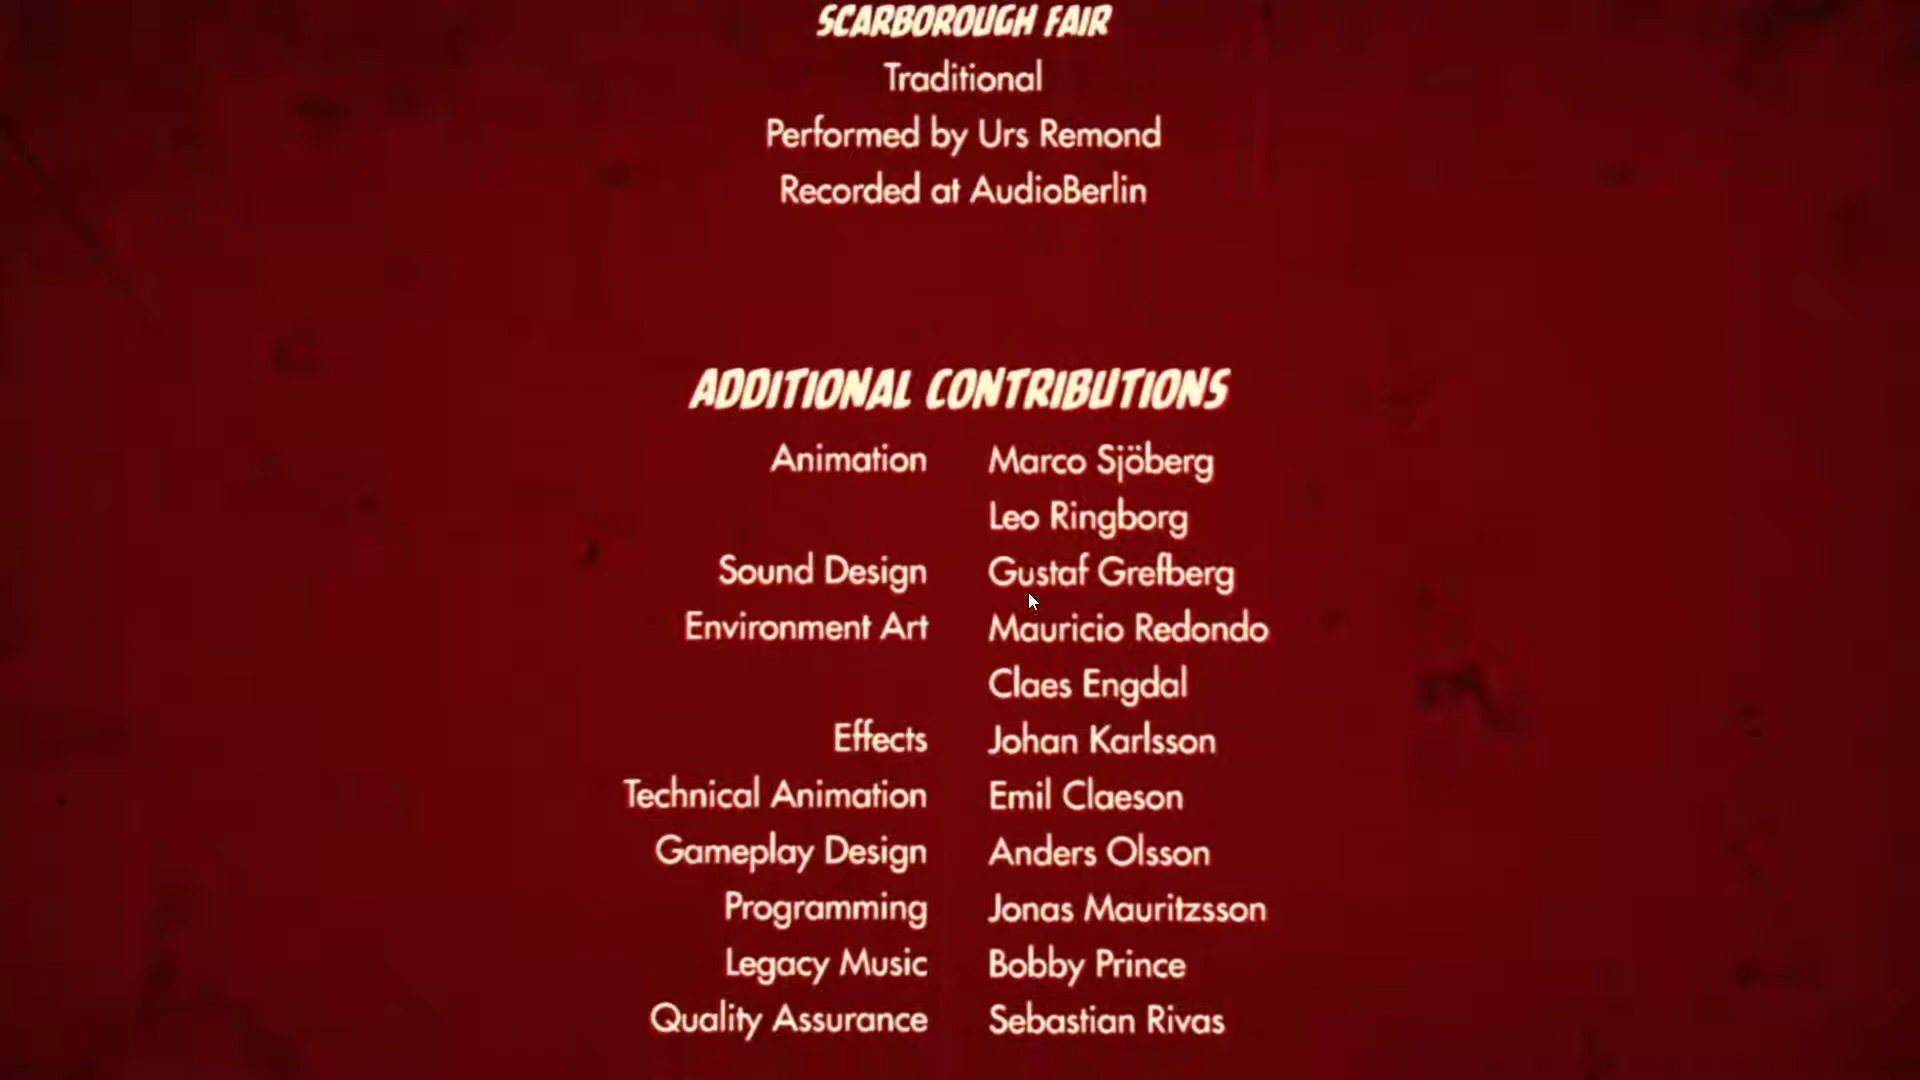 SCARBOROUGH FAIR
Traditional
Performed by Urs Remond
Recorded at AudioBerlin
ADDITIONAL CONTRIBUTIONS
Animation Marco Sjöberg
Leo Ringborg
Sound Design Gustaf Grefberg
Environment Art Mauricio Redondo
Claes Engdal
Effects Johan Karlsson
Technical Animation Emil Claeson
Gameplay Design Anders Olsson
Programming Jonas Mauritzsson
Legacy Music Bobby Prince
Quality Assurance Sebastian Rivas